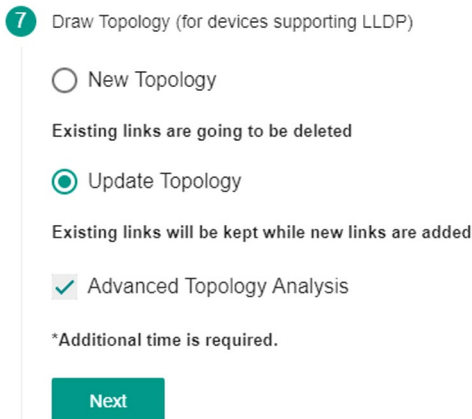 7 Draw Topology (for devices supporting LLDP)
New Topology
Existing links are going to be deleted
Update Topology
Existing links will be kept while new links are added
Advanced Topology Analysis
*Additional time is required.
Next